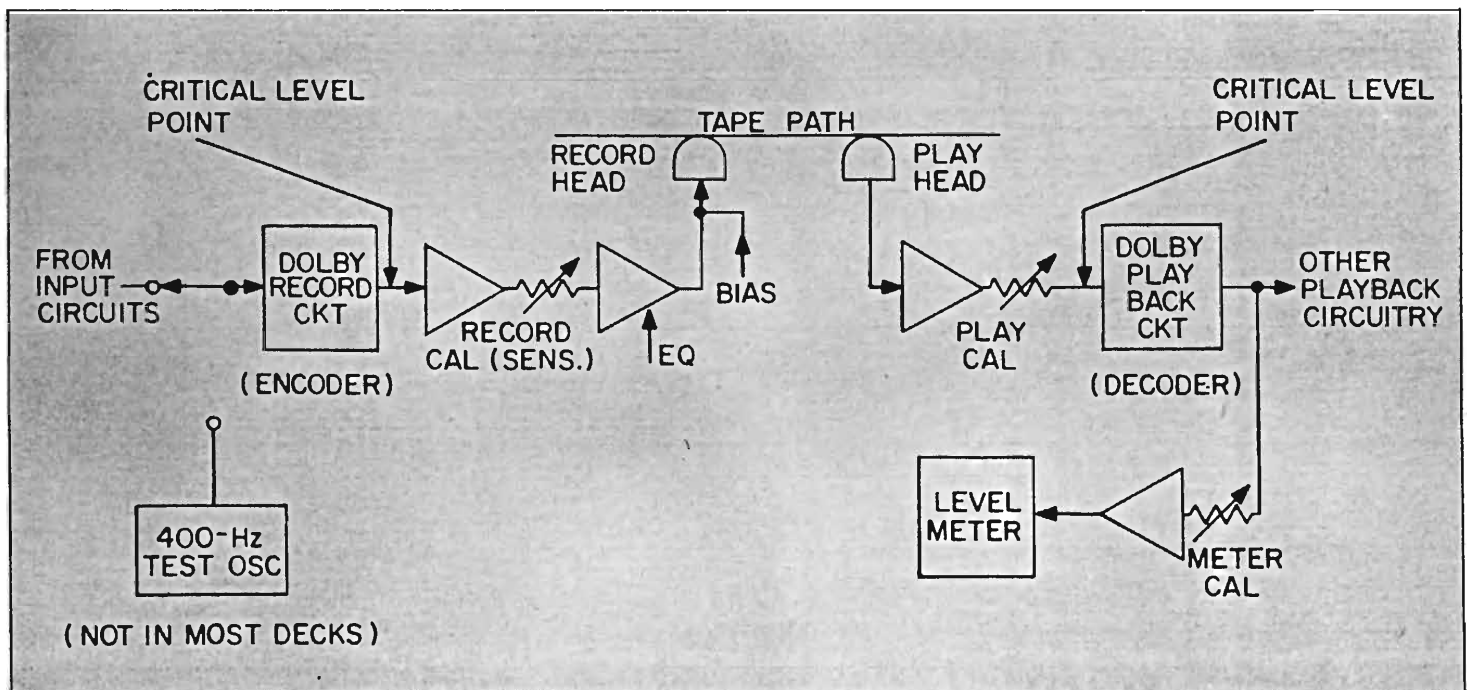 CRITICAL LEVEL
POINT
TAPE PATH
CRITICAL LEVEL
POINT
RECORD
HEAD
PLAY
HEAD
FROM
INPUT
CIRCUITS
DOLBY
RECORD
CKT
(ENCODER)
RECORD
CAL (SENS.)
EQ
BIAS
PLAY
CAL
DOLBY
PLAY
BACK
CKT
(DECODER)
OTHER
PLAYBACK
CIRCUITRY
400-Hz
TEST OSC
(NOT IN MOST DECKS)
LEVEL
METER
METER
CAL